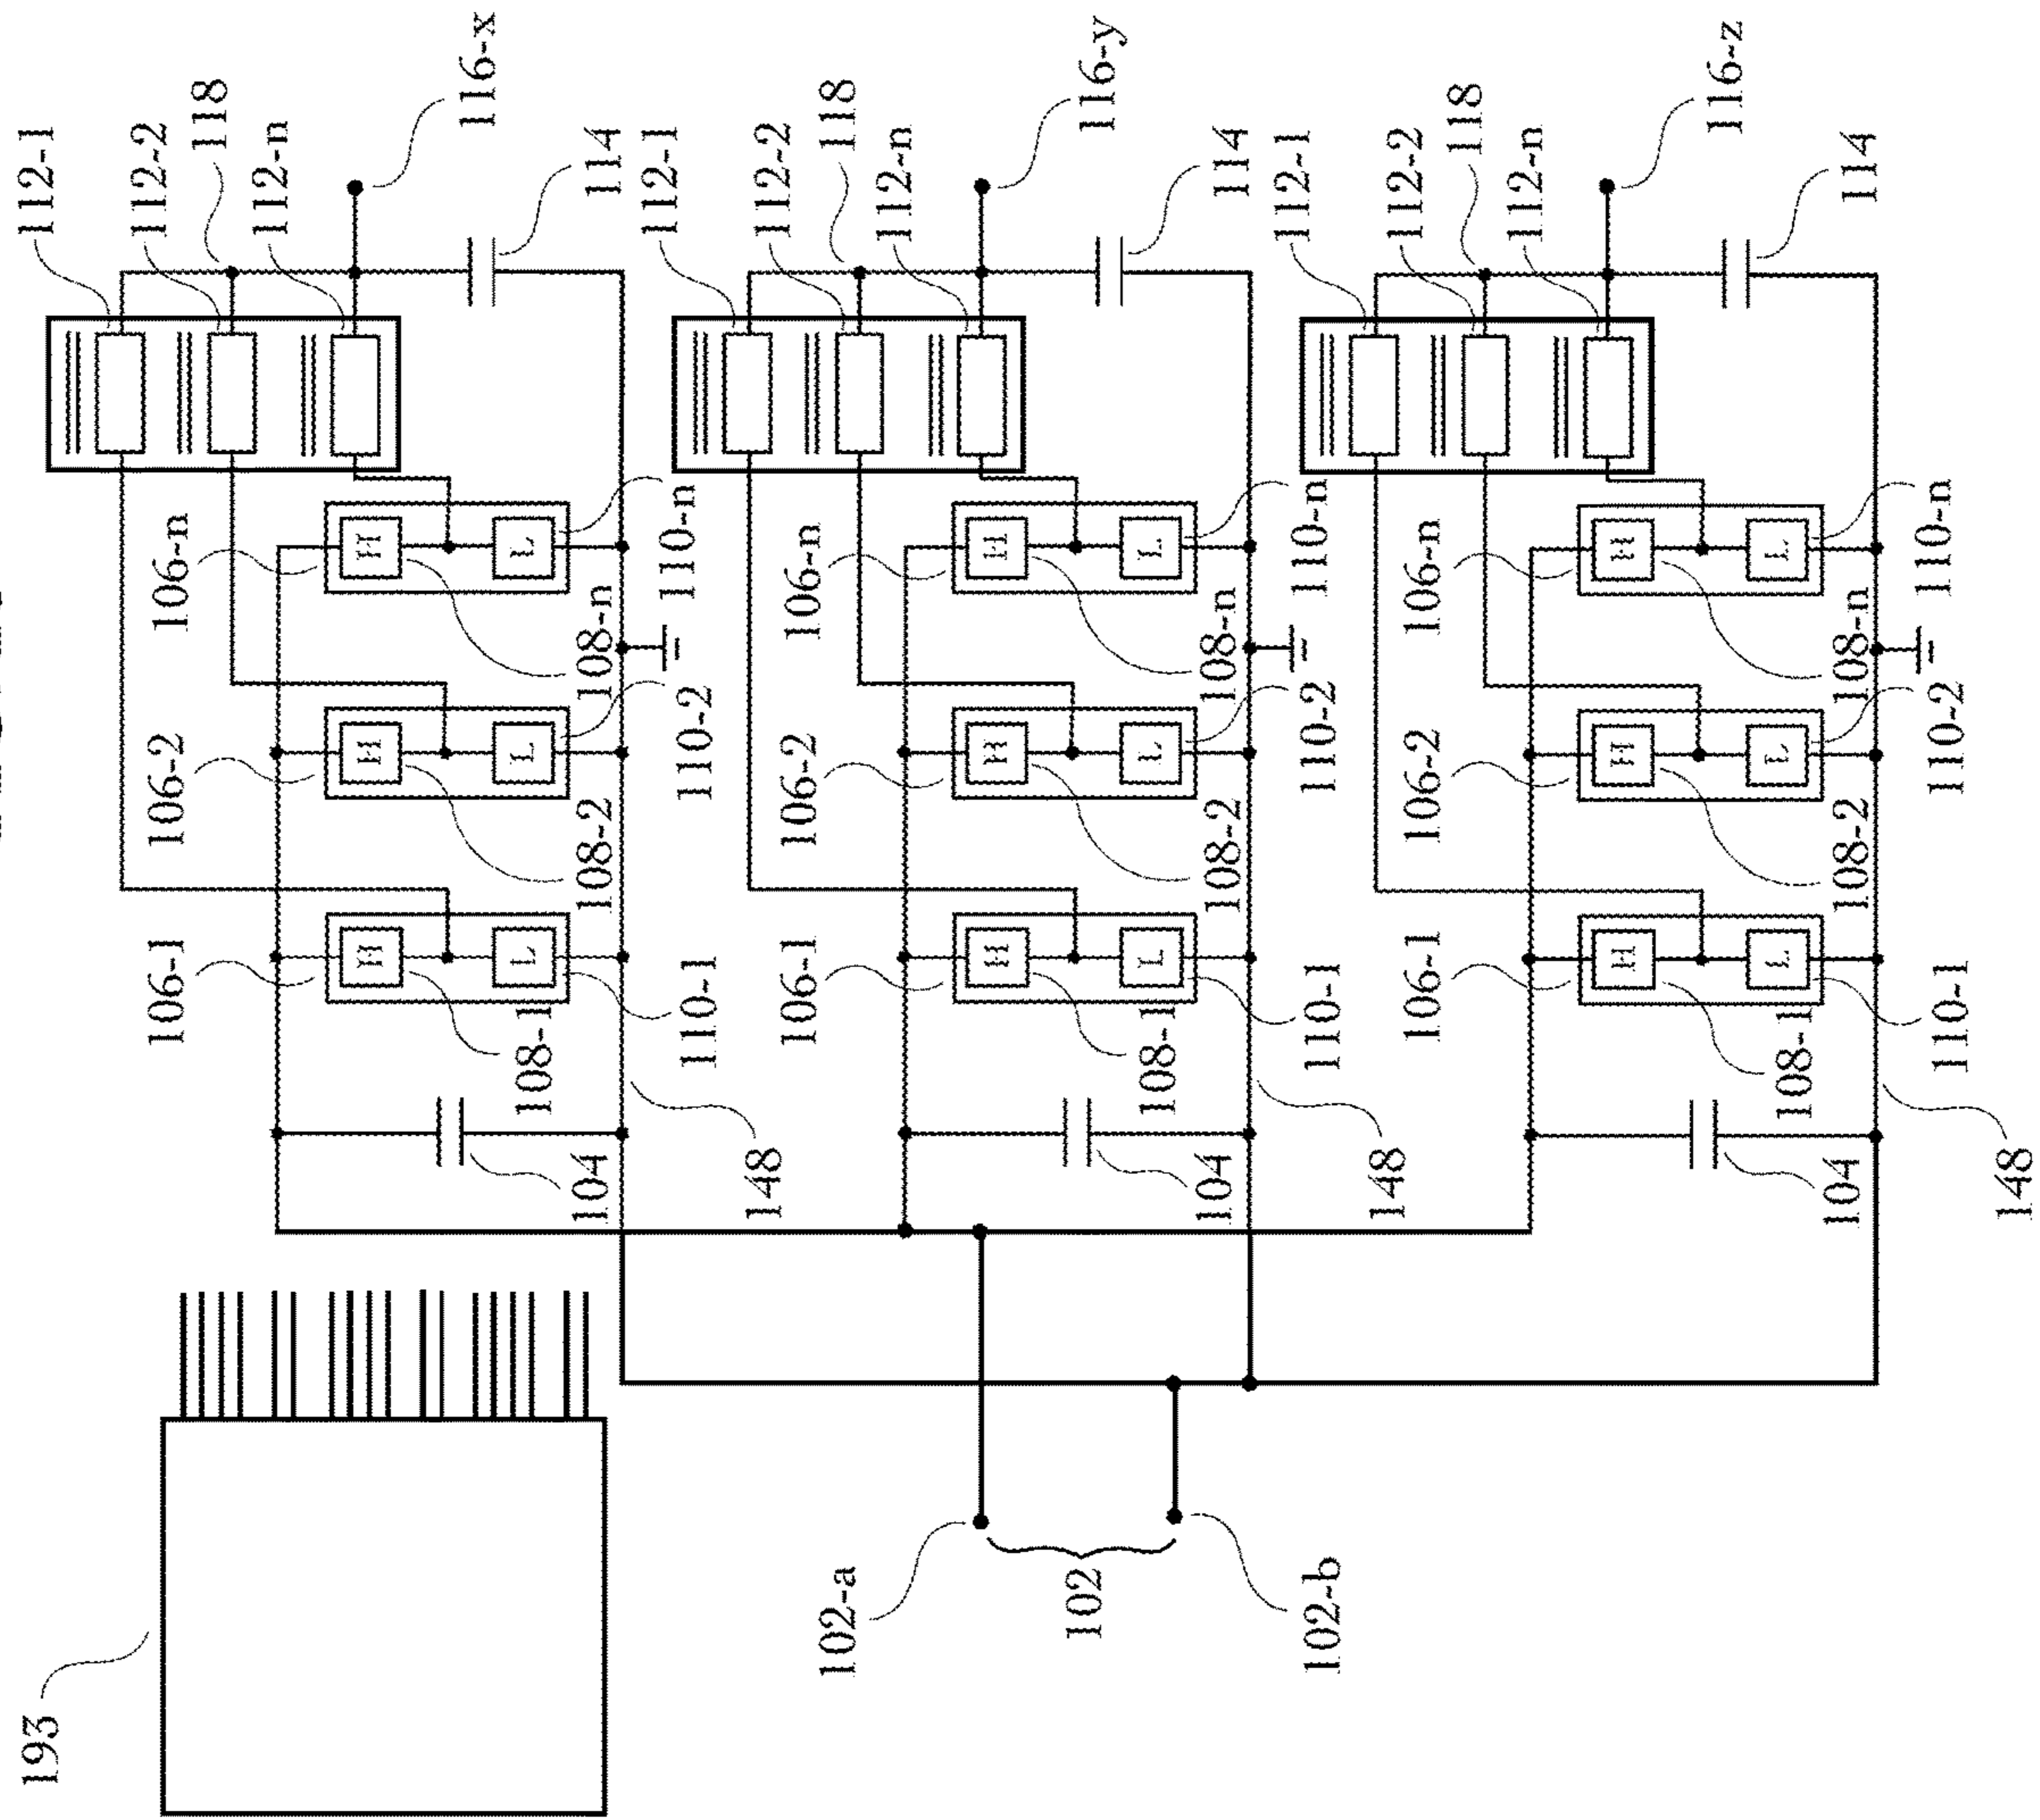 193
112-1
112-2
118
112-n
116-x
114
106-n
H
L
108-n
110-n
106-2
H
L
108-2
110-2
106-1
H
L
108-1
110-1
104
148
112-1
112-2
118
112-n
116-y
114
106-n
H
L
108-n
110-n
106-2
H
L
108-2
110-2
106-1
H
L
108-1
110-1
104
148
112-1
112-2
118
112-n
116-z
114
106-n
H
L
108-n
110-n
106-2
H
L
108-2
110-2
106-1
H
L
108-1
110-1
104
148
102-a
102
102-b